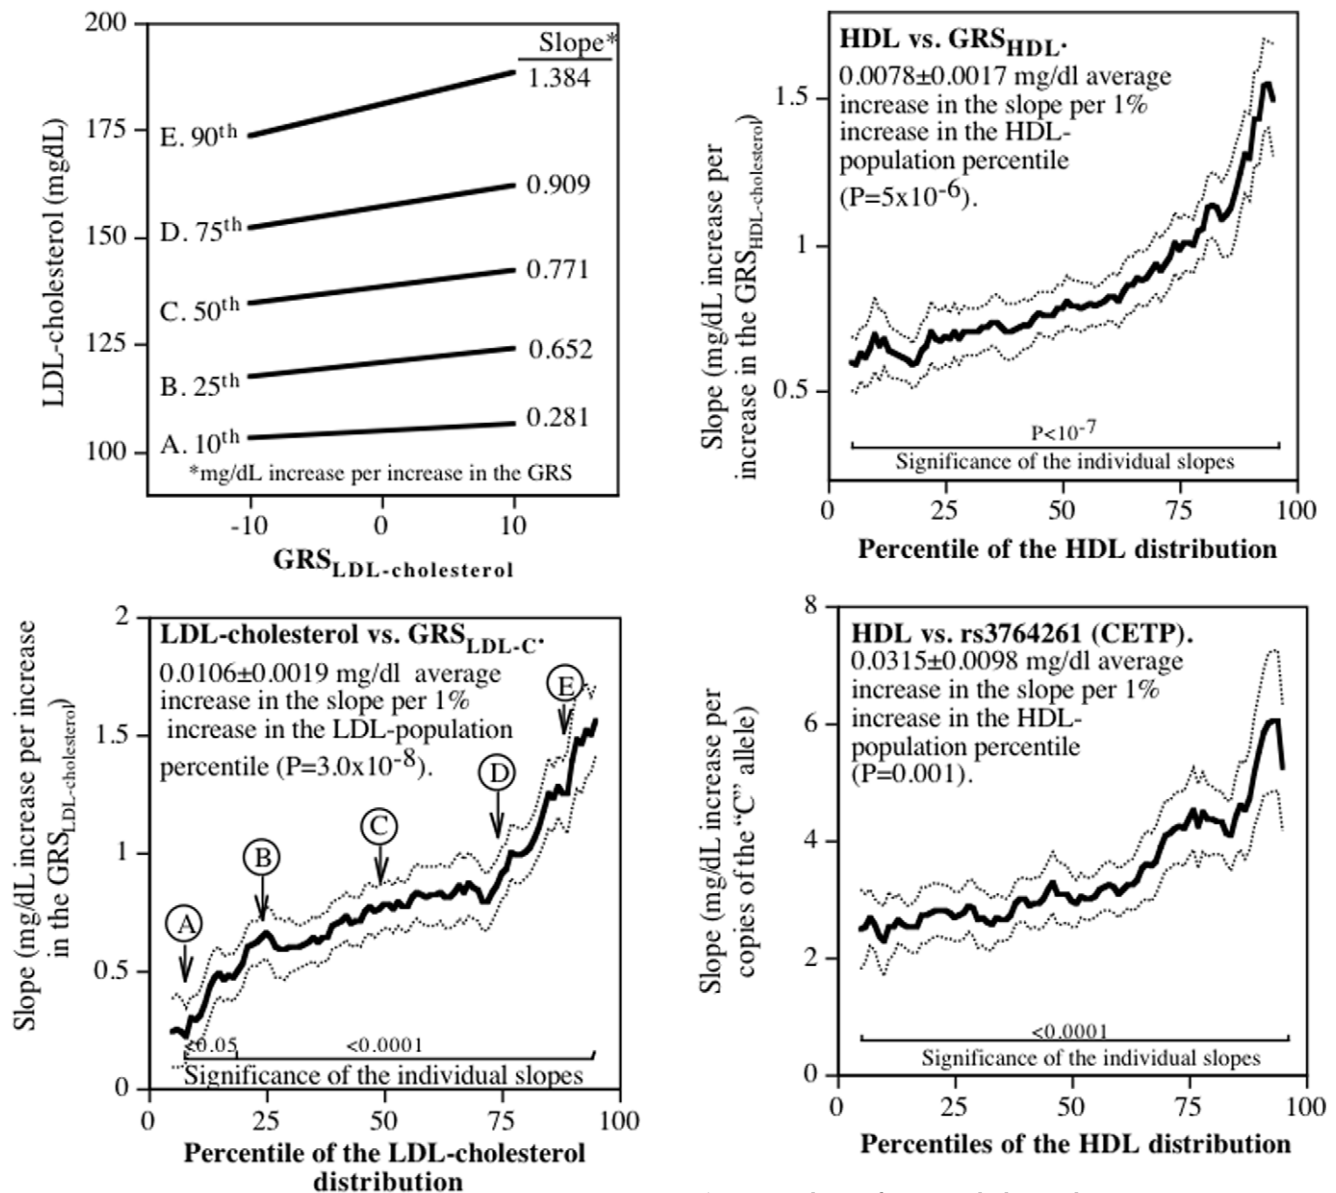 200
175
150
125
100
LDL-cholesterol (mgdL)
Slope*
1.384
E. 90th
0.909
D. 75th
0.771
C. 50th
0.652
B. 25th
0.281
A. 10th
*mg/dL increase per increase in the GRS
-10 0 10
GRSLDL-cholesterol
HDL vs. GRSHDL.
0.0078±0.0017 mg/dl average
increase in the slope per 1%
increase in the HDL-
population percentile
(P=5x10-6).
1.5
1
0.5
Slope (mg/dL increase per
increase in the GRSHDL-cholesterol)
P<10-7
Significance of the individual slopes
0 25 50 75 100
Percentile of the HDL distribution
2
1.5
1
0.5
0
Slope (mg/dL increase per increase
in the GRSLDL-cholesterol)
LDL-cholesterol vs. GRSLDL-C.
0.0106±0.0019 mg/dl average
increase in the slope per 1%
increase in the LDL-population
percentile (P=3.0x10-8).
E
D
C
B
A
<0.05 <0.0001
Significance of the individual slopes
0 25 50 75 100
Percentile of the LDL-cholesterol
distribution
8
6
4
2
0
Slope (mg/dL increase per
copies of the “C” allele)
HDL vs. rs3764261 (CETP).
0.0315±0.0098 mg/dl average
increase in the slope per 1%
increase in the HDL-
population percentile
(P=0.001).
<0.0001
Significance of the individual slopes
0 25 50 75 100
Percentiles of the HDL distribution